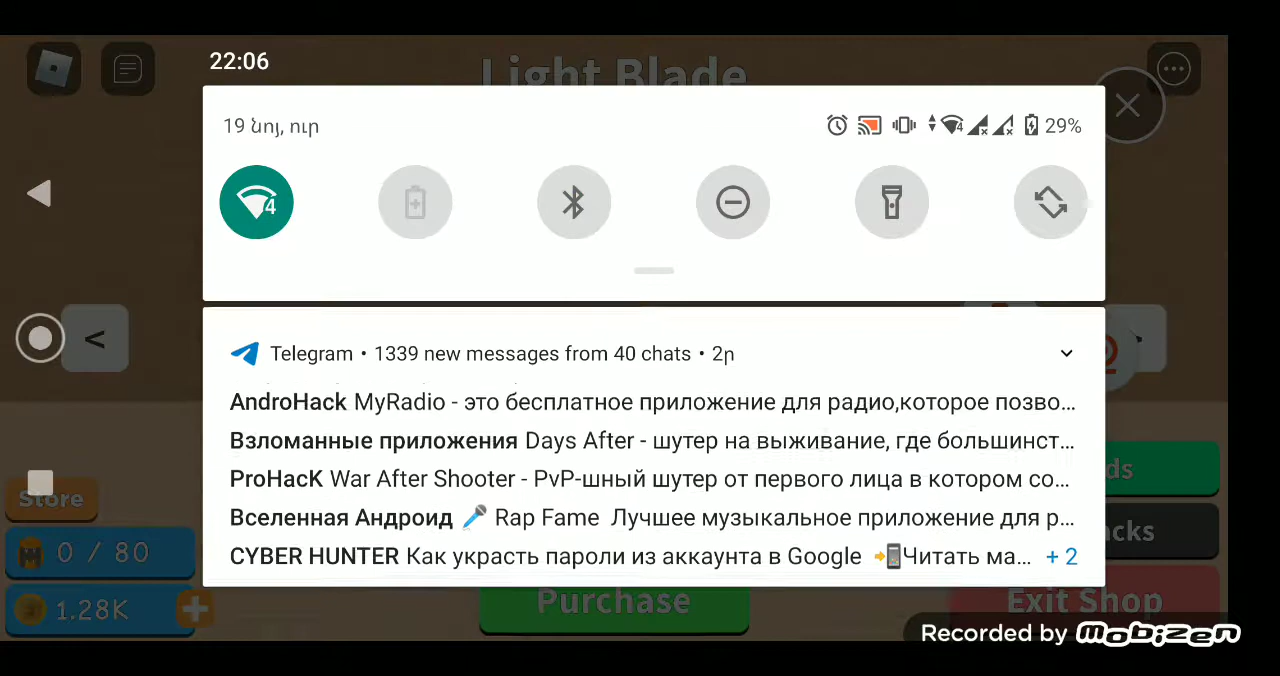 Light Blade
22:06
19 նոյ, ուր
4
29%
4
<
Telegram • 1339 new messages from 40 chats • 2ր
AndroHack MyRadio - это бесплатное приложение для радио,которое позво...
Взломанные приложения Days After - шутер на выживание, где большинст...
ProHacK War After Shooter - PvP-шный шутер от первого лица в котором со...
Вселенная Андроид 🎤 Rap Fame Лучшее музыкальное приложение для р...
CYBER HUNTER Как украсть пароли из аккаунта в Google 📲Читать ма... + 2
Store
0 / 80
1.28K
Purchase
Exit Shop
Recorded by Mobizen